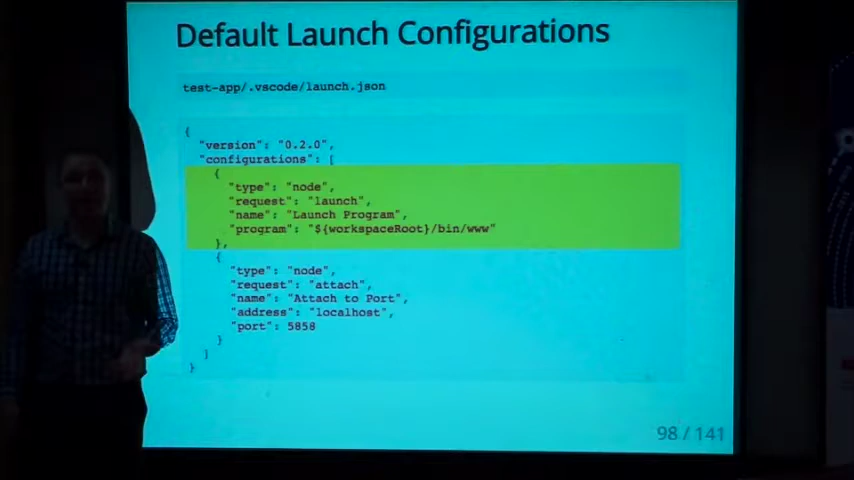 Default Launch Configurations
test-app/.vscode/launch.json
{
"version": "0.2.0",
"configurations": [
{
"type": "node",
"request": "launch",
"name": "Launch Program",
"program": "${workspaceRoot}/bin/www"
},
{
"type": "node",
"request": "attach",
"name": "Attach to Port",
"address": "localhost",
"port": 5858
}
]
}
98 / 141